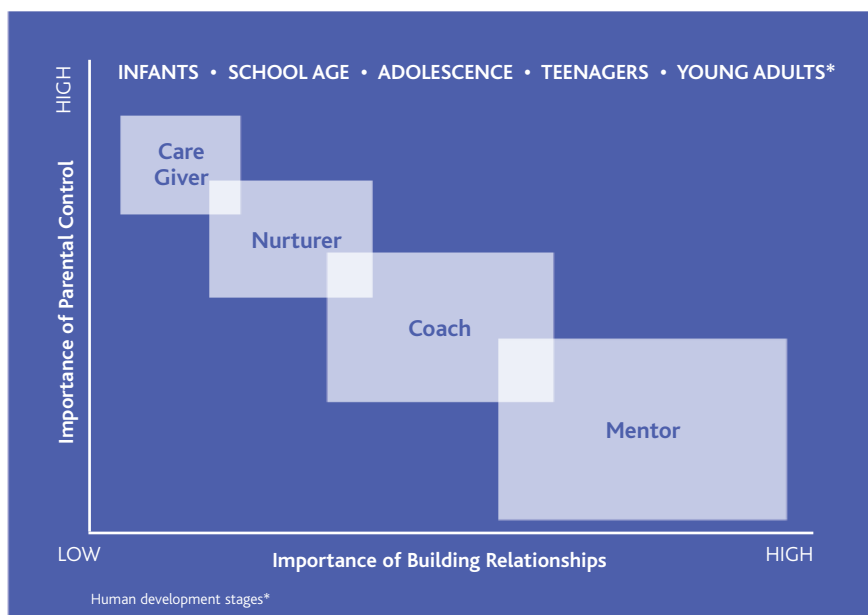 HIGH
INFANTS • SCHOOL AGE • ADOLESCENCE • TEENAGERS • YOUNG ADULTS*
Importance of Parental Control
Care
Giver
Nurturer
Coach
Mentor
LOW
Importance of Building Relationships
HIGH
Human development stages*